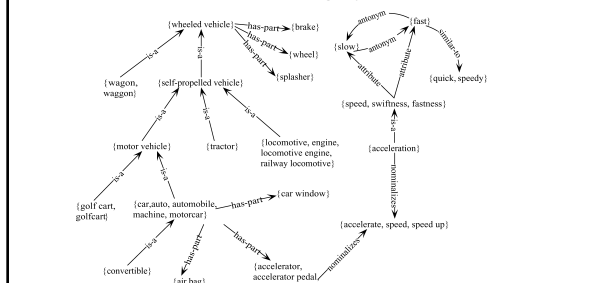 {wheeled vehicle}
has-part
{brake}
has-part
{wheel}
has-part
{splasher}
is-a
{wagon,
waggon}
is-a
{self-propelled vehicle}
antonym
{fast}
{slow}
antonym
similar-to
{quick, speedy}
attribute
attribute
{speed, swiftness, fastness}
is-a
is-a
is-a
{motor vehicle}
{tractor}
{locomotive, engine,
locomotive engine,
railway locomotive}
is-a
{acceleration}
nominalizes
is-a
is-a
{golf cart,
golfcart}
{car,auto, automobile,
machine, motorcar}
has-part
{car window}
{accelerate, speed, speed up}
is-a
has-part
has-part
nominalizes
{convertible}
{air bag}
{accelerator,
accelerator pedal,